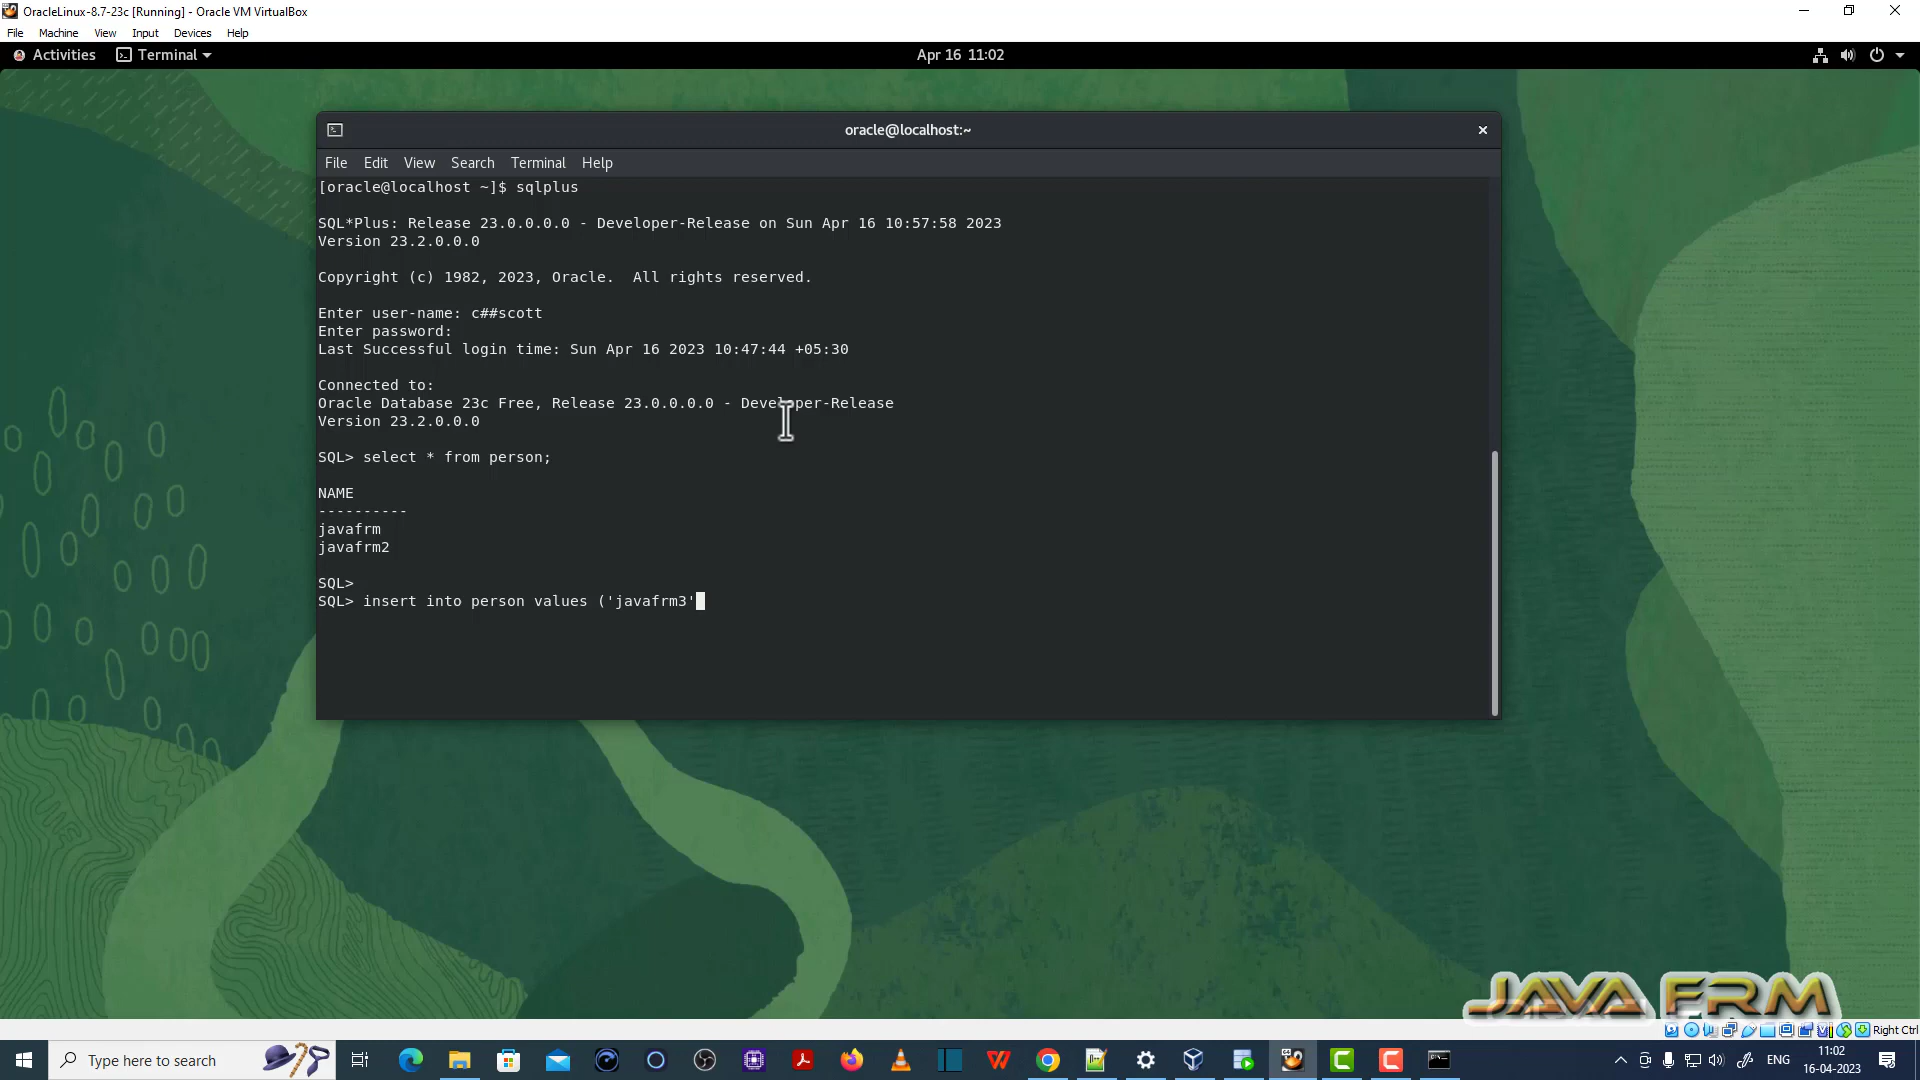 OracleLinux-8.7-23c [Running] - Oracle VM VirtualBox
File Machine View Input Devices Help
Activities Terminal Apr 16 11:02
oracle@localhost:~
File Edit View Search Terminal Help
[oracle@localhost ~]$ sqlplus
SQL*Plus: Release 23.0.0.0.0 - Developer-Release on Sun Apr 16 10:57:58 2023
Version 23.2.0.0.0
Copyright (c) 1982, 2023, Oracle.  All rights reserved.
Enter user-name: c##scott
Enter password:
Last Successful login time: Sun Apr 16 2023 10:47:44 +05:30
Connected to:
Oracle Database 23c Free, Release 23.0.0.0.0 - Developer-Release
Version 23.2.0.0.0
SQL> select * from person;
NAME
----------
javafrm
javafrm2
SQL>
SQL> insert into person values ('javafrm3'
JAVA FRM
Right Ctrl
Type here to search
ENG
11:02
16-04-2023